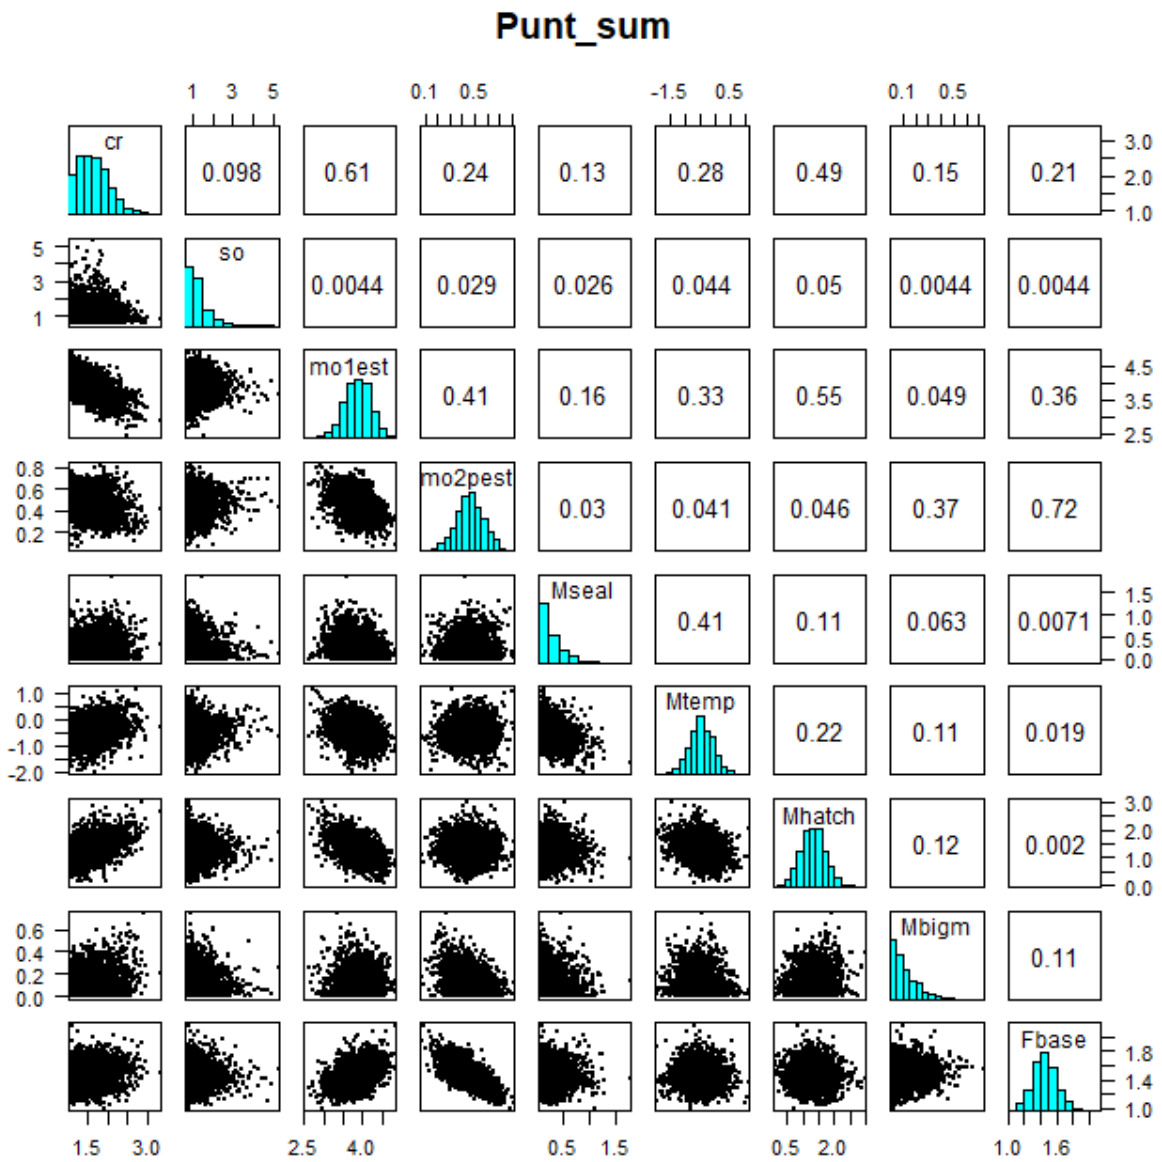 Punt_sum
1 3 5 0.1 0.5 -1.5 0.5 0.1 0.5
cr 0.098 0.61 0.24 0.13 0.28 0.49 0.15 0.21 3.0 2.0 1.0
5 3 1 so 0.0044 0.029 0.026 0.044 0.05 0.0044 0.0044
mo1est 0.41 0.16 0.33 0.55 0.049 0.36 4.5 3.5 2.5
0.8 0.6 0.4 0.2 mo2pest 0.03 0.041 0.046 0.37 0.72
Mseal 0.41 0.11 0.063 0.0071 1.5 1.0 0.5 0.0
1.0 0.0 -1.0 -2.0 Mtemp 0.22 0.11 0.019
Mhatch 0.12 0.002 3.0 2.0 1.0 0.0
0.6 0.4 0.2 0.0 Mbigm 0.11
Fbase 1.8 1.4 1.0
1.5 3.0 2.5 4.0 0.5 1.5 0.5 2.0 1.0 1.6